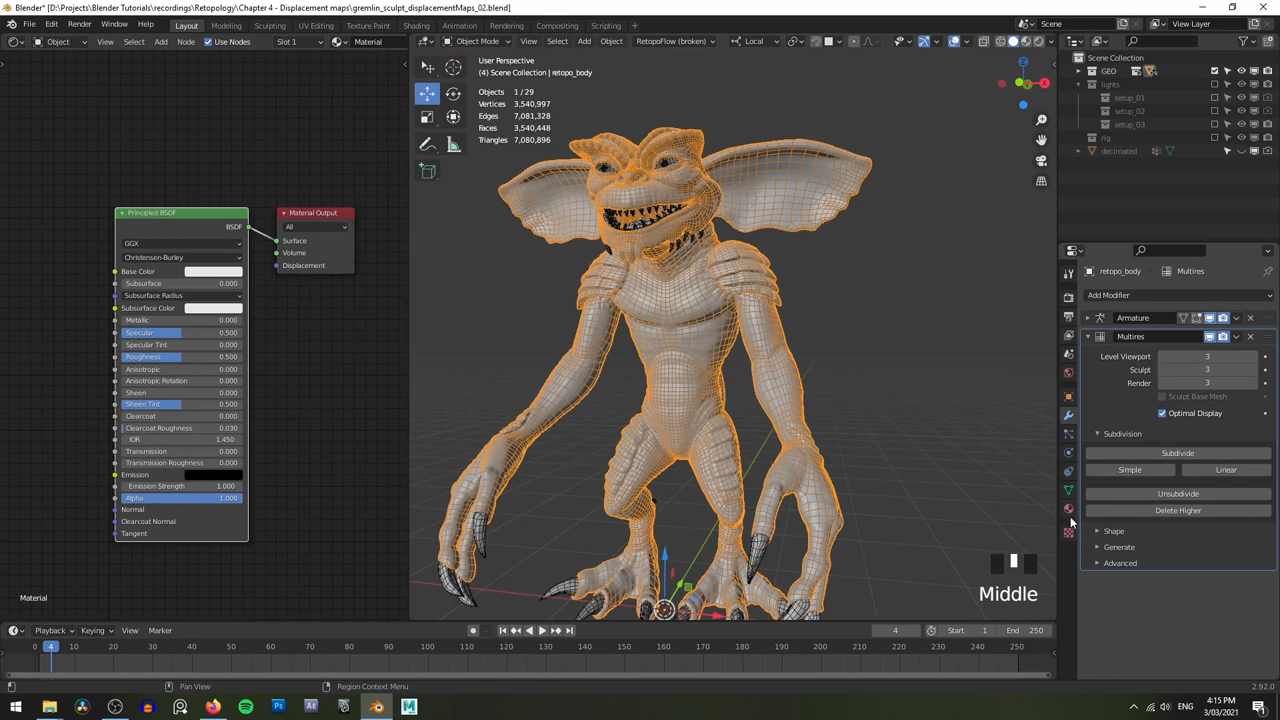 Blender* [D:\Projects\Blender Tutorials\recordings\Retopology\Chapter 4 - Displacement maps\gremlin_sculpt_displacementMaps_02.blend]
File Edit Render Window Help Layout Modeling Sculpting UV Editing Texture Paint Shading Animation Rendering Compositing Scripting Scene View Layer
Object View Select Add Node Use Nodes Slot 1 Material
Object Mode View Select Add Object RetopoFlow (broken) Local
User Perspective
(4) Scene Collection | retopo_body
Objects 1 / 29
Vertices 3,540,997
Edges 7,081,328
Faces 3,540,448
Triangles 7,080,896
X
Z
Scene Collection
GEO
lights
setup_01
setup_02
setup_03
rig
decimated
Principled BSDF
BSDF
GGX
Christensen-Burley
Base Color
Subsurface 0.000
Subsurface Radius
Subsurface Color
Metallic 0.000
Specular 0.500
Specular Tint 0.000
Roughness 0.500
Anisotropic 0.000
Anisotropic Rotation 0.000
Sheen 0.000
Sheen Tint 0.500
Clearcoat 0.000
Clearcoat Roughness 0.030
IOR 1.450
Transmission 0.000
Transmission Roughness 0.000
Emission
Emission Strength 1.000
Alpha 1.000
Normal
Clearcoat Normal
Tangent
Material Output
All
Surface
Volume
Displacement
Material
retopo_body Multires
Add Modifier
Armature
Multires
Level Viewport 3
Sculpt 3
Render 3
Sculpt Base Mesh
Optimal Display
Subdivision
Subdivide
Simple Linear
Unsubdivide
Delete Higher
Shape
Generate
Advanced
Middle
Playback Keying View Marker 4 Start 1 End 250
0 4 10 20 30 40 50 60 70 80 90 100 110 120 130 140 150 160 170 180 190 200 210 220 230 240 250
Pan View Region Context Menu 2.92.0
Ps Ae M ENG 4:15 PM
3/03/2021